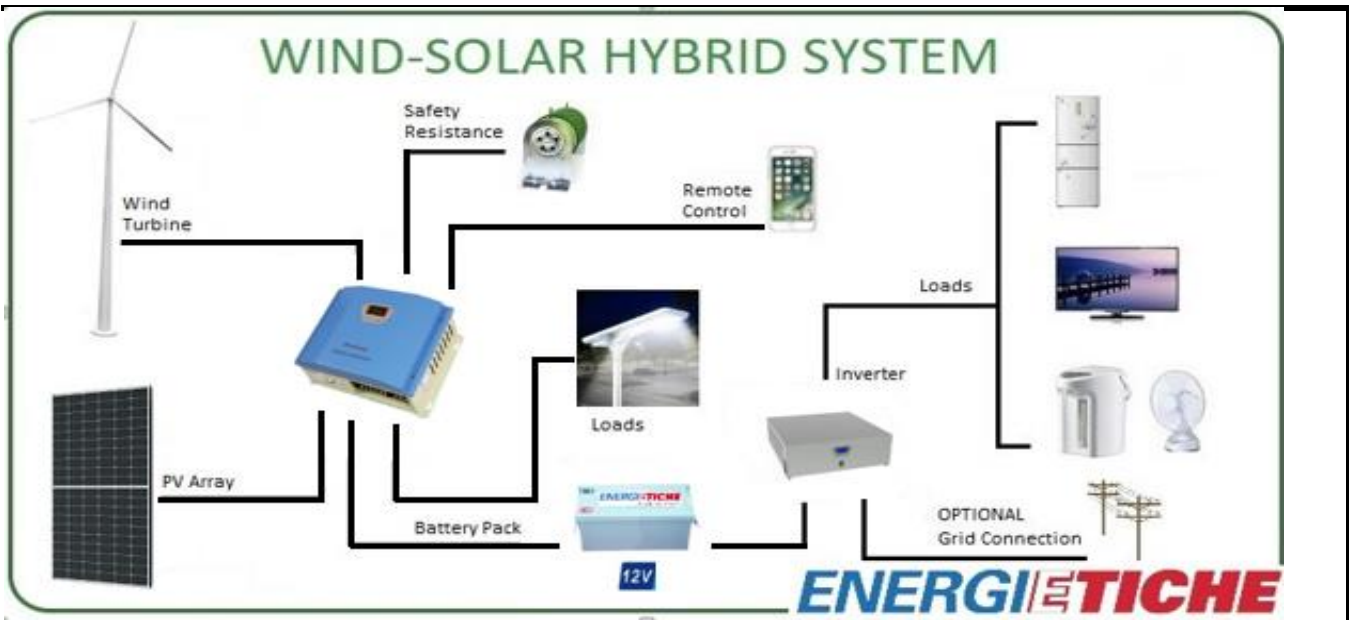 WIND-SOLAR HYBRID SYSTEM
Safety
Resistance
Remote
Control
Wind
Turbine
Loads
Inverter
Loads
PV Array
Battery Pack
ENERGIETICHE
12V
OPTIONAL
Grid Connection
ENERGIETICHE